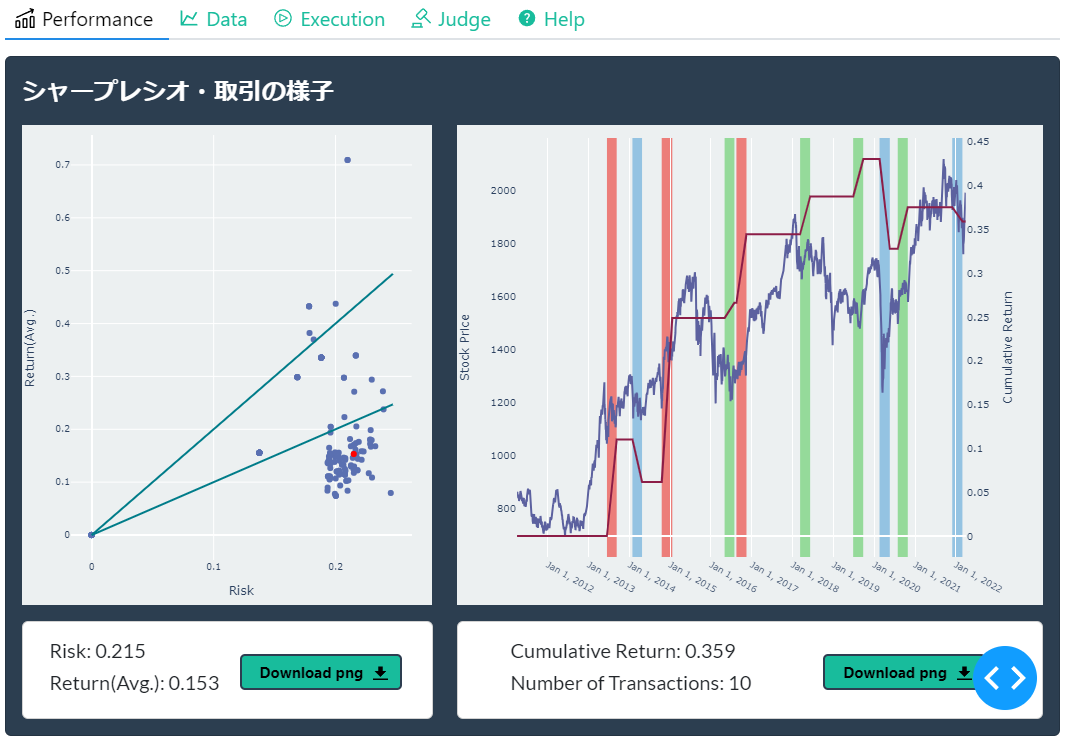 Performance Data Execution Judge Help
シャープレシオ・取引の様子
0.7
0.6
0.5
0.4
0.3
0.2
0.1
0
Return(Avg.)
0 0.1 0.2
Risk
2000
1800
1600
1400
1200
1000
800
Stock Price
0.45
0.4
0.35
0.3
0.25
0.2
0.15
0.1
0.05
0
Cumulative Return
Jan 1, 2012
Jan 1, 2013
Jan 1, 2014
Jan 1, 2015
Jan 1, 2016
Jan 1, 2017
Jan 1, 2018
Jan 1, 2019
Jan 1, 2020
Jan 1, 2021
Jan 1, 2022
Risk: 0.215
Return(Avg.): 0.153
Download png
Cumulative Return: 0.359
Number of Transactions: 10
Download png